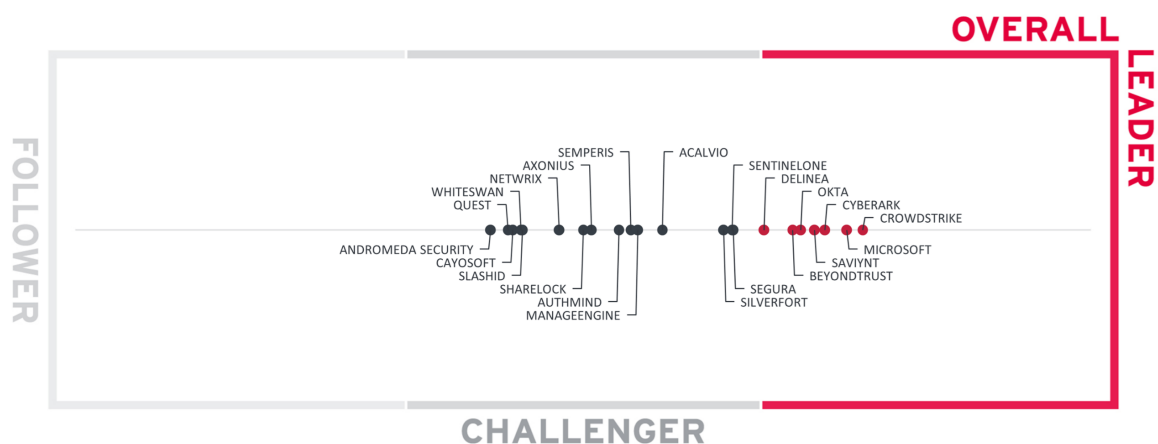 OVERALL
LEADER
FOLLOWER
SEMPERIS
ACALVIO
AXONIUS
SENTINELONE
NETWRIX
DELINEA
WHITESWAN
OKTA
QUEST
CYBERARK
CROWDSTRIKE
ANDROMEDA SECURITY
MICROSOFT
CAYOSOFT
SAVIYNT
SLASHID
BEYONDTRUST
SHARELOCK
SEGURA
AUTHMIND
SILVERFORT
MANAGEENGINE
CHALLENGER